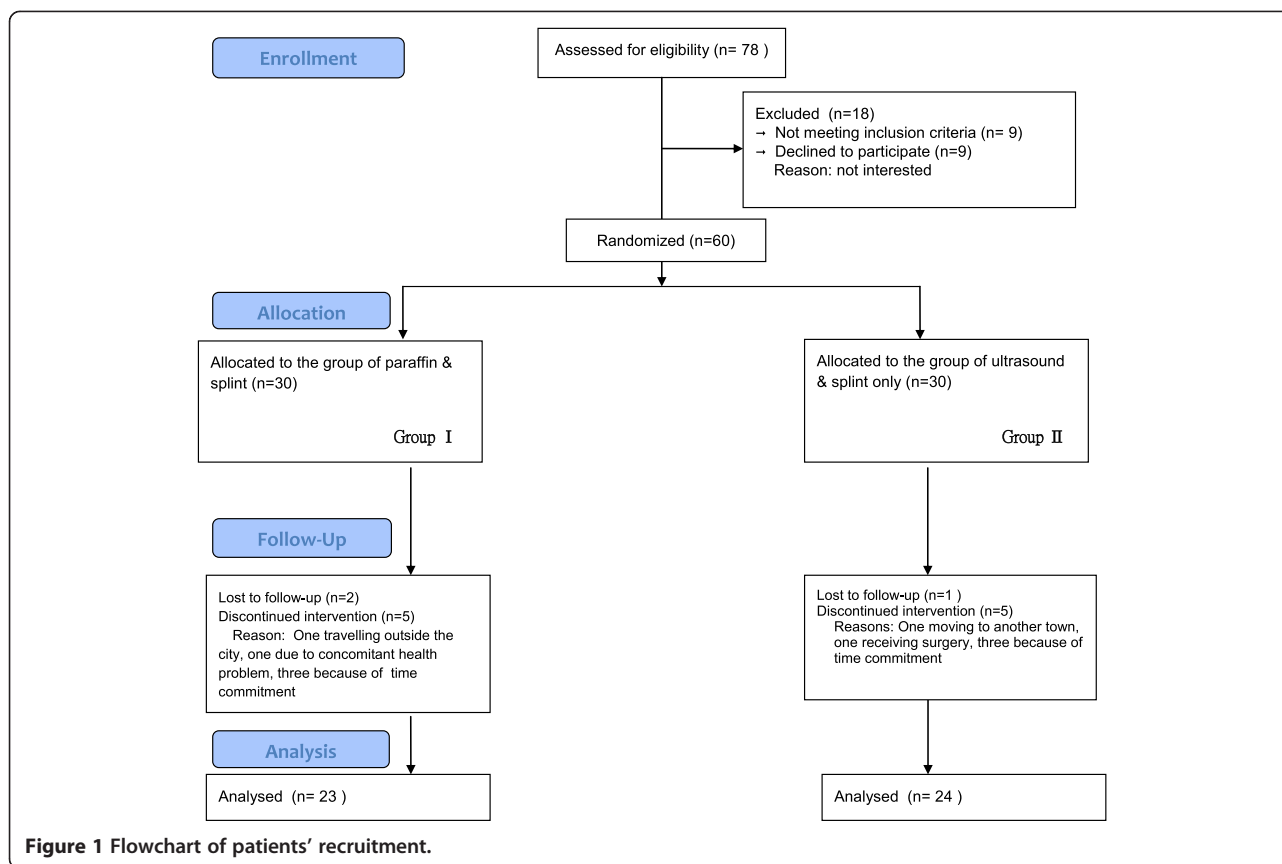 Enrollment
Assessed for eligibility (n= 78 )
Excluded (n=18)
→ Not meeting inclusion criteria (n= 9)
→ Declined to participate (n=9)
Reason: not interested
Randomized (n=60)
Allocation
Allocated to the group of paraffin &
splint (n=30)
Group Ⅰ
Allocated to the group of ultrasound
& splint only (n=30)
Group Ⅱ
Follow-Up
Lost to follow-up (n=2)
Discontinued intervention (n=5)
Reason: One travelling outside the
city, one due to concomitant health
problem, three because of time
commitment
Lost to follow-up (n=1 )
Discontinued intervention (n=5)
Reasons: One moving to another town,
one receiving surgery, three because of
time commitment
Analysis
Analysed (n= 23 )
Analysed (n= 24 )
Figure 1 Flowchart of patients’ recruitment.